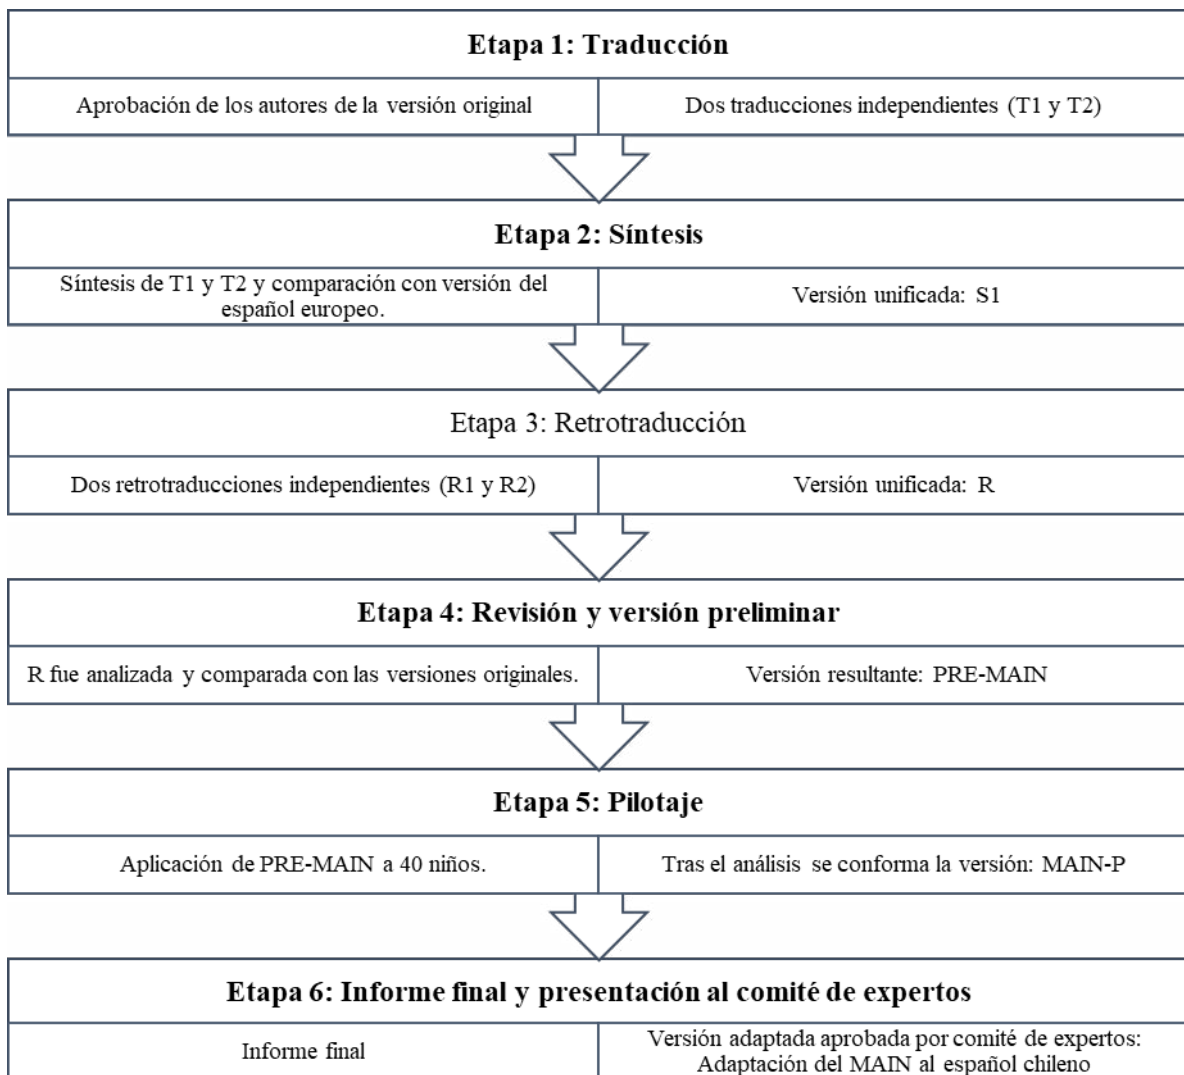 Etapa 1: Traducción
Aprobación de los autores de la versión original
Dos traducciones independientes (T1 y T2)
Etapa 2: Síntesis
Síntesis de T1 y T2 y comparación con versión del
español europeo.
Versión unificada: S1
Etapa 3: Retrotraducción
Dos retrotraducciones independientes (R1 y R2)
Versión unificada: R
Etapa 4: Revisión y versión preliminar
R fue analizada y comparada con las versiones originales.
Versión resultante: PRE-MAIN
Etapa 5: Pilotaje
Aplicación de PRE-MAIN a 40 niños.
Tras el análisis se conforma la versión: MAIN-P
Etapa 6: Informe final y presentación al comité de expertos
Informe final
Versión adaptada aprobada por comité de expertos:
Adaptación del MAIN al español chileno